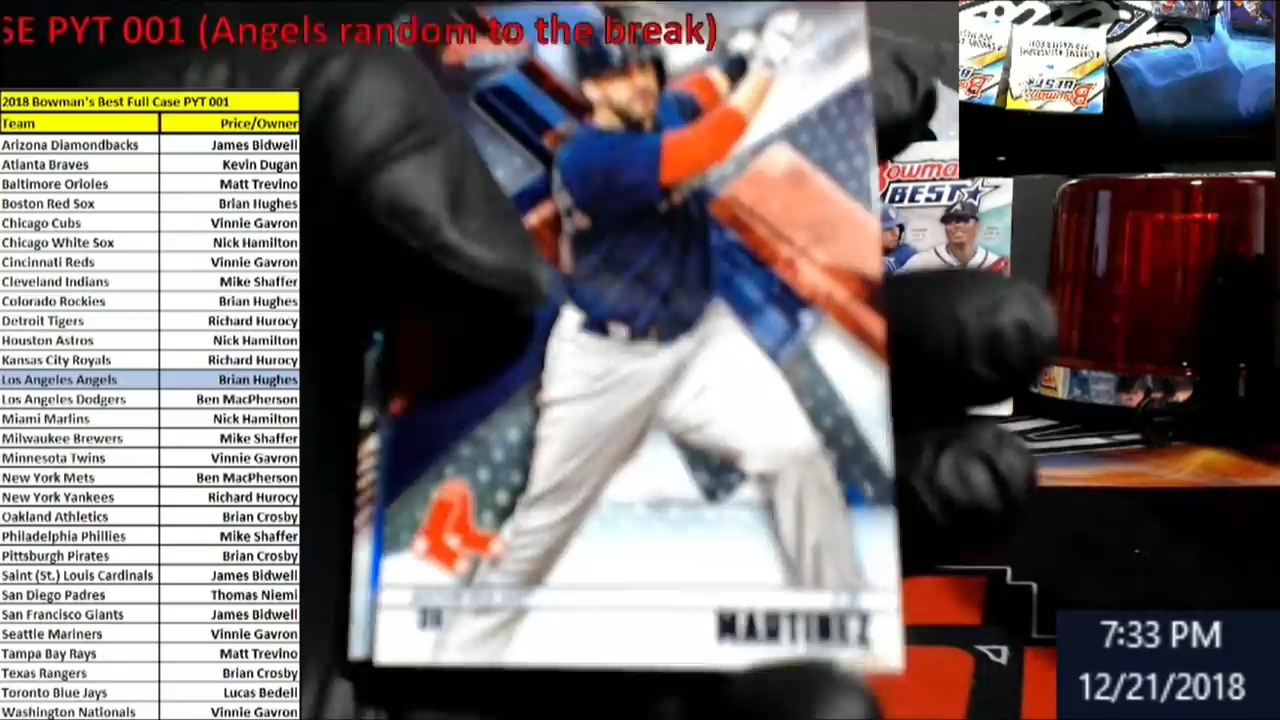 SE PYT 001 (Angels random to the break)
2018 Bowman's Best Full Case PYT 001
Team Price/Owner
Arizona Diamondbacks James Bidwell
Atlanta Braves Kevin Dugan
Baltimore Orioles Matt Trevino
Boston Red Sox Brian Hughes
Chicago Cubs Vinnie Gavron
Chicago White Sox Nick Hamilton
Cincinnati Reds Vinnie Gavron
Cleveland Indians Mike Shaffer
Colorado Rockies Brian Hughes
Detroit Tigers Richard Hurocy
Houston Astros Nick Hamilton
Kansas City Royals Richard Hurocy
Los Angeles Angels Brian Hughes
Los Angeles Dodgers Ben MacPherson
Miami Marlins Nick Hamilton
Milwaukee Brewers Mike Shaffer
Minnesota Twins Vinnie Gavron
New York Mets Ben MacPherson
New York Yankees Richard Hurocy
Oakland Athletics Brian Crosby
Philadelphia Phillies Mike Shaffer
Pittsburgh Pirates Brian Crosby
Saint (St.) Louis Cardinals James Bidwell
San Diego Padres Thomas Niemi
San Francisco Giants James Bidwell
Seattle Mariners Vinnie Gavron
Tampa Bay Rays Matt Trevino
Texas Rangers Brian Crosby
Toronto Blue Jays Lucas Bedell
Washington Nationals Vinnie Gavron
MARTINEZ
Bowma
BEST
Bowman
BEST
7:33 PM
12/21/2018